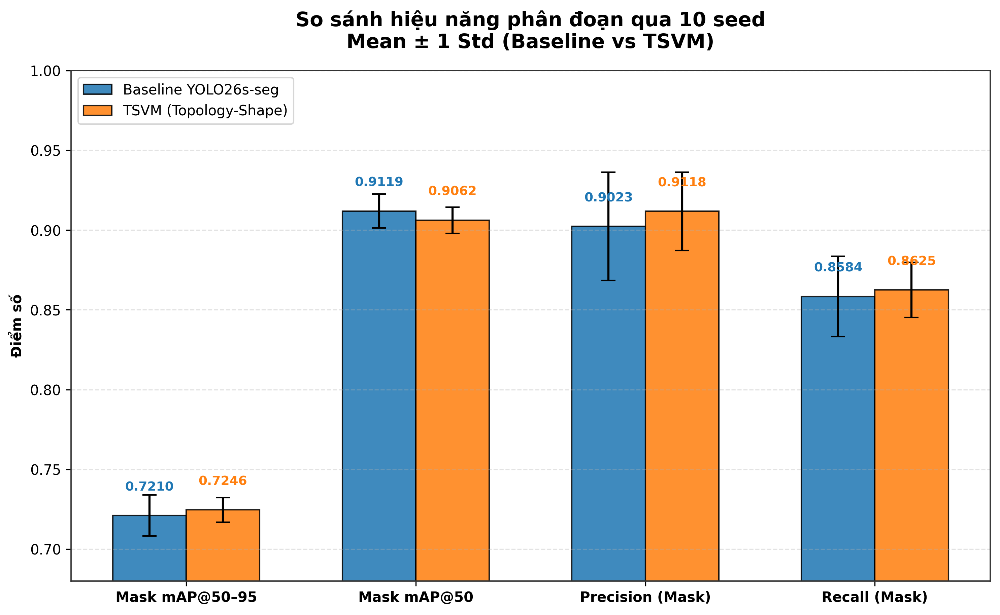 So sánh hiệu năng phân đoạn qua 10 seed
Mean ± 1 Std (Baseline vs TSVM)
Baseline YOLO26s-seg
TSVM (Topology-Shape)
Điểm số
1.00
0.95
0.90
0.85
0.80
0.75
0.70
0.7210
0.7246
0.9119
0.9062
0.9023
0.9118
0.8584
0.8625
Mask mAP@50–95
Mask mAP@50
Precision (Mask)
Recall (Mask)